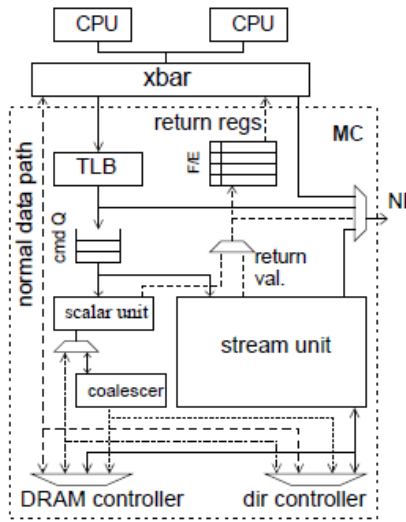 CPU
CPU
xbar
return regs
MC
normal data path
TLB
F/E
cmd Q
return
val.
scalar unit
stream unit
coalescer
DRAM controller
dir controller